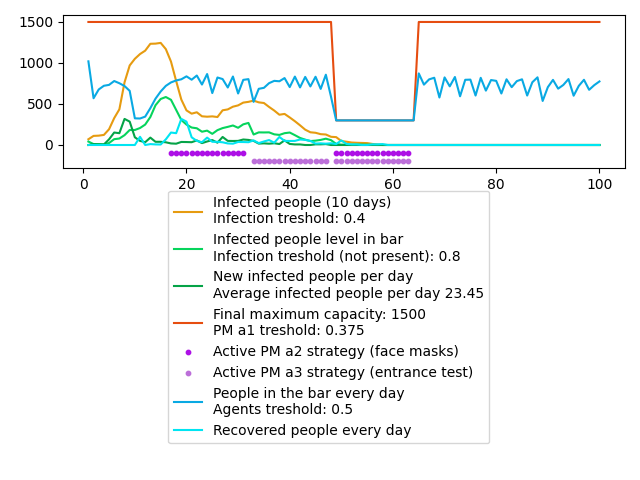 1500
1000
500
0
0 20 40 60 80 100
Infected people (10 days)
Infection treshold: 0.4
Infected people level in bar
Infection treshold (not present): 0.8
New infected people per day
Average infected people per day 23.45
Final maximum capacity: 1500
PM a1 treshold: 0.375
Active PM a2 strategy (face masks)
Active PM a3 strategy (entrance test)
People in the bar every day
Agents treshold: 0.5
Recovered people every day